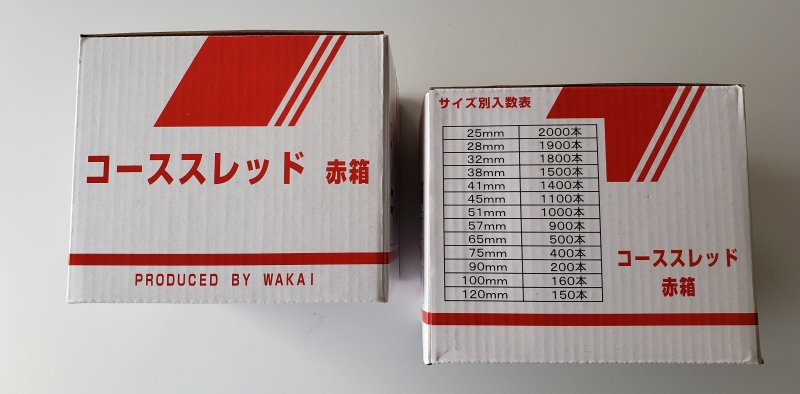 コーススレッド 赤箱
PRODUCED BY WAKAI
サイズ別入数表
25mm 2000本
28mm 1900本
32mm 1800本
38mm 1500本
41mm 1400本
45mm 1100本
51mm 1000本
57mm 900本
65mm 500本
75mm 400本
90mm 200本
100mm 160本
120mm 150本
コーススレッド
赤箱